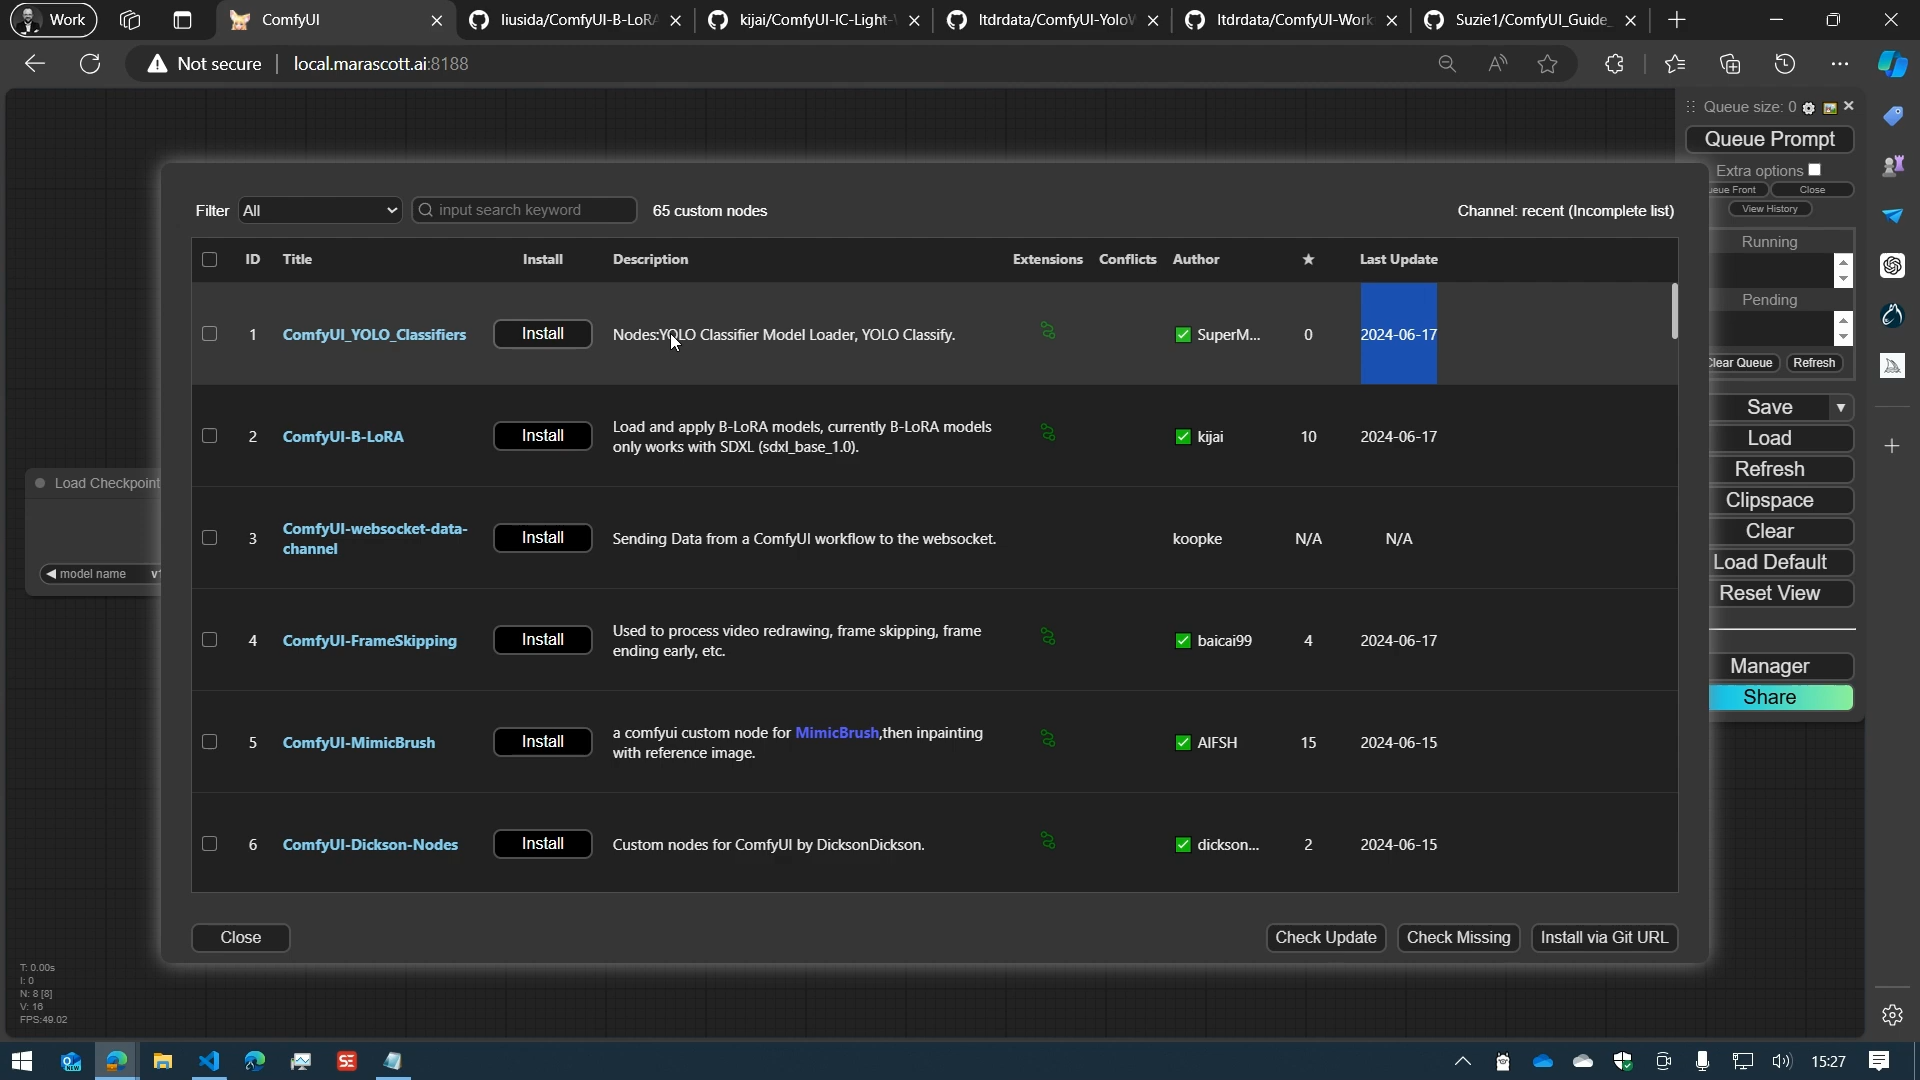 Work
ComfyUI
liusida/ComfyUI-B-LoRA
kijai/ComfyUI-IC-Light-
ltdrdata/ComfyUI-Yolo
ltdrdata/ComfyUI-Work
Suzie1/ComfyUI_Guide_
Not secure
local.marascott.ai:8188
Queue size: 0
Queue Prompt
Extra options
ueue Front
Close
View History
Running
Pending
Clear Queue
Refresh
Save
Load
Refresh
Clipspace
Clear
Load Default
Reset View
Manager
Share
Load Checkpoint
model name
Filter
All
input search keyword
65 custom nodes
Channel: recent (Incomplete list)
ID Title Install Description Extensions Conflicts Author ★ Last Update
1 ComfyUI_YOLO_Classifiers Install Nodes:YOLO Classifier Model Loader, YOLO Classify. SuperM... 0 2024-06-17
2 ComfyUI-B-LoRA Install Load and apply B-LoRA models, currently B-LoRA models
only works with SDXL (sdxl_base_1.0).
kijai 10 2024-06-17
3 ComfyUI-websocket-data-
channel
Install Sending Data from a ComfyUI workflow to the websocket. koopke N/A N/A
4 ComfyUI-FrameSkipping Install Used to process video redrawing, frame skipping, frame
ending early, etc.
baicai99 4 2024-06-17
5 ComfyUI-MimicBrush Install a comfyui custom node for MimicBrush,then inpainting
with reference image.
AIFSH 15 2024-06-15
6 ComfyUI-Dickson-Nodes Install Custom nodes for ComfyUI by DicksonDickson. dickson... 2 2024-06-15
Close
Check Update
Check Missing
Install via Git URL
T: 0.00s
I: 0
N: 8 [8]
V: 16
FPS:49.02
15:27